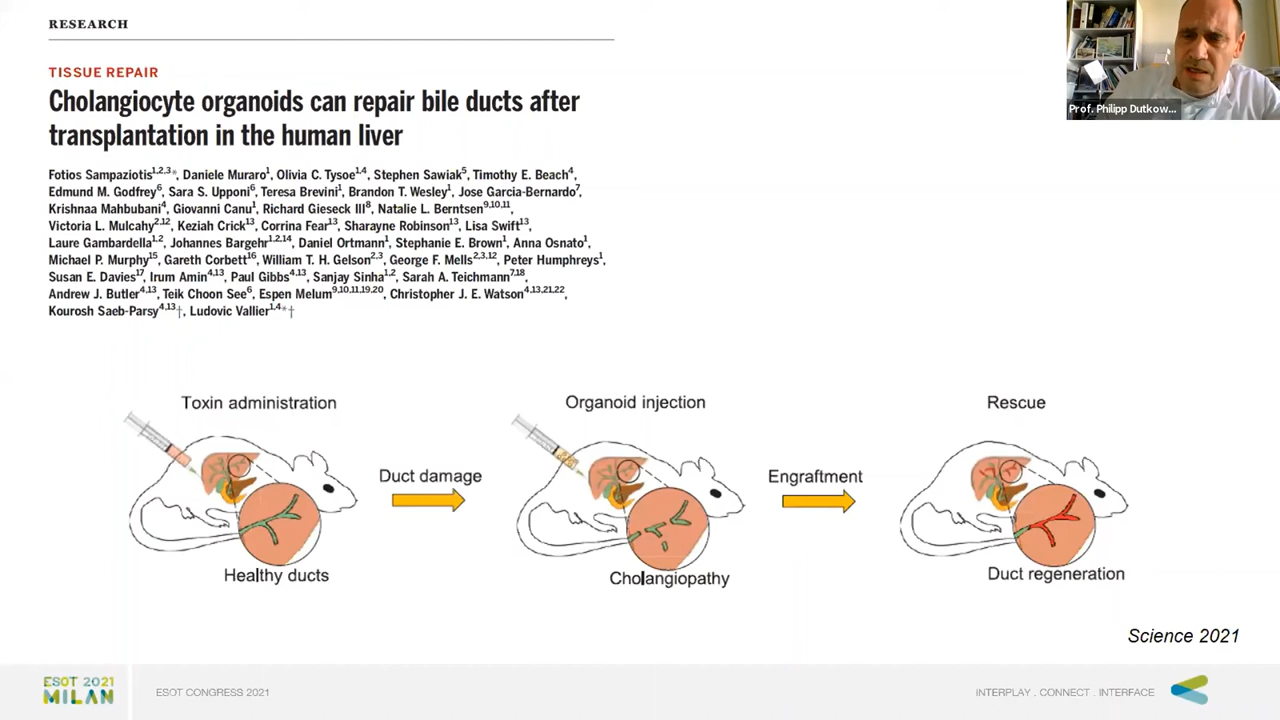 RESEARCH
TISSUE REPAIR
Cholangiocyte organoids can repair bile ducts after
transplantation in the human liver
Fotios Sampaziotis1,2,3*, Daniele Muraro1, Olivia C. Tysoe1,4, Stephen Sawiak5, Timothy E. Beach4,
Edmund M. Godfrey6, Sara S. Upponi6, Teresa Brevini1, Brandon T. Wesley1, Jose Garcia-Bernardo7,
Krishnaa Mahbubani4, Giovanni Canu1, Richard Gieseck III8, Natalie L. Berntsen9,10,11,
Victoria L. Mulcahy2,12, Keziah Crick13, Corrina Fear13, Sharayne Robinson13, Lisa Swift13,
Laure Gambardella1,2, Johannes Bargehr1,2,14, Daniel Ortmann1, Stephanie E. Brown1, Anna Osnato1,
Michael P. Murphy15, Gareth Corbett16, William T. H. Gelson2,3, George F. Mells2,3,12, Peter Humphreys1,
Susan E. Davies17, Irum Amin4,13, Paul Gibbs4,13, Sanjay Sinha1,2, Sarah A. Teichmann7,18,
Andrew J. Butler4,13, Teik Choon See6, Espen Melum9,10,11,19,20, Christopher J. E. Watson4,13,21,22,
Kourosh Saeb-Parsy4,13†, Ludovic Vallier1,4*†
Prof. Philipp Dutkow...
Toxin administration
Organoid injection
Rescue
Duct damage
Engraftment
Healthy ducts
Cholangiopathy
Duct regeneration
Science 2021
ESOT 2021
MILAN
ESOT CONGRESS 2021
INTERPLAY . CONNECT . INTERFACE